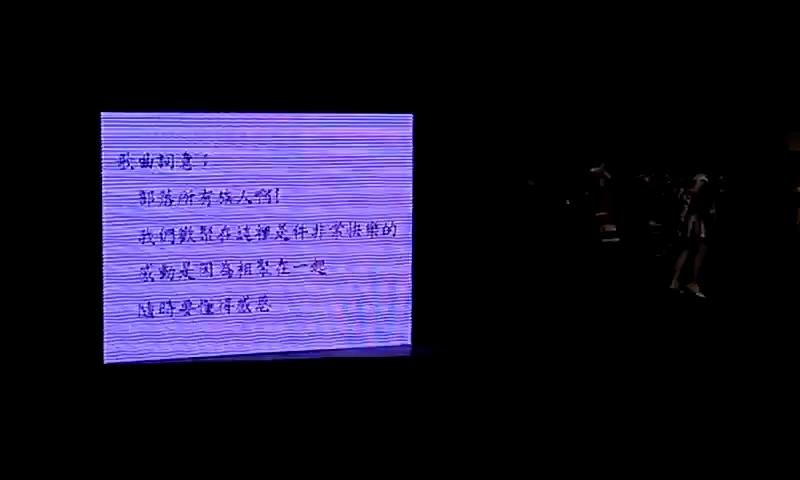 歌曲詞意：
部落所有族人啊！
我們歡聚在這裡是件非常快樂的
感動是因為相聚在一起
隨時要懂得感恩